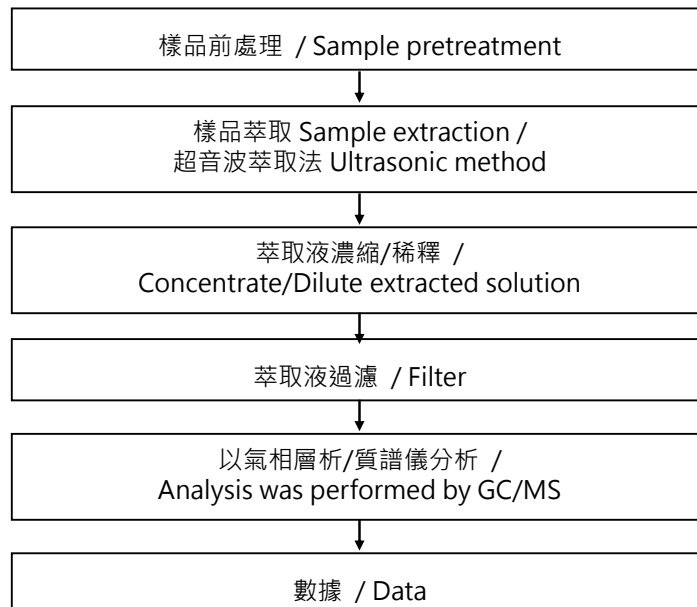 樣品前處理 / Sample pretreatment
樣品萃取 Sample extraction /
超音波萃取法 Ultrasonic method
萃取液濃縮/稀釋 /
Concentrate/Dilute extracted solution
萃取液過濾 / Filter
以氣相層析/質譜儀分析 /
Analysis was performed by GC/MS
數據 / Data